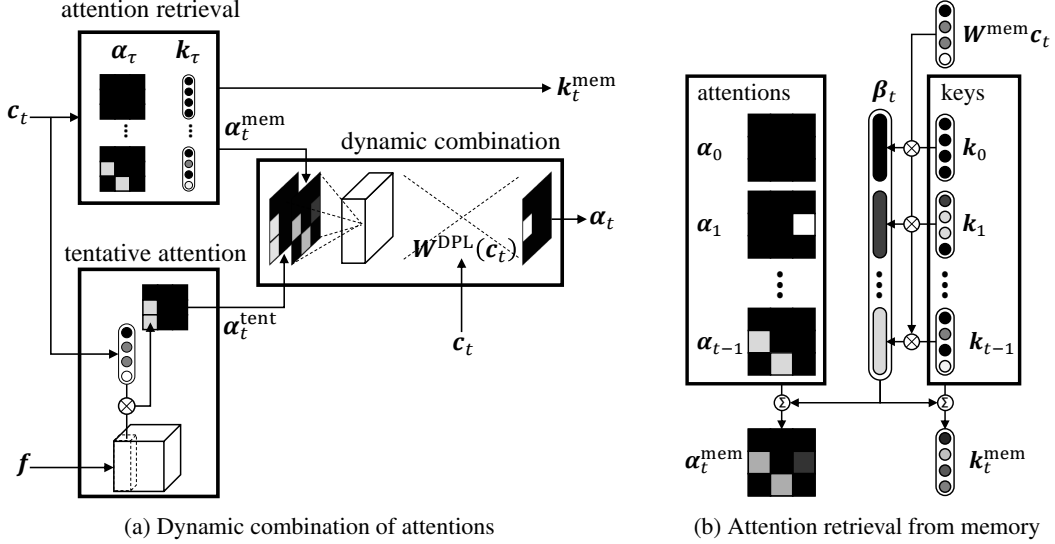 attention retrieval
α_τ k_τ
c_t
k_t^mem
α_t^mem
dynamic combination
α_t
W^DPL(c_t)
c_t
tentative attention
α_t^tent
f
(a) Dynamic combination of attentions
W^mem c_t
attentions
β_t
keys
α_0
k_0
α_1
k_1
α_{t−1}
k_{t−1}
Σ Σ
α_t^mem
k_t^mem
(b) Attention retrieval from memory